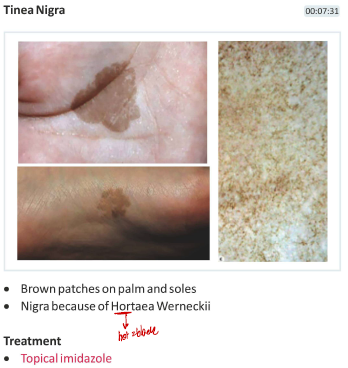 Tinea Nigra
00:07:31
• Brown patches on palm and soles
• Nigra because of Hortaea Werneckii
hot
Treatment
• Topical imidazole